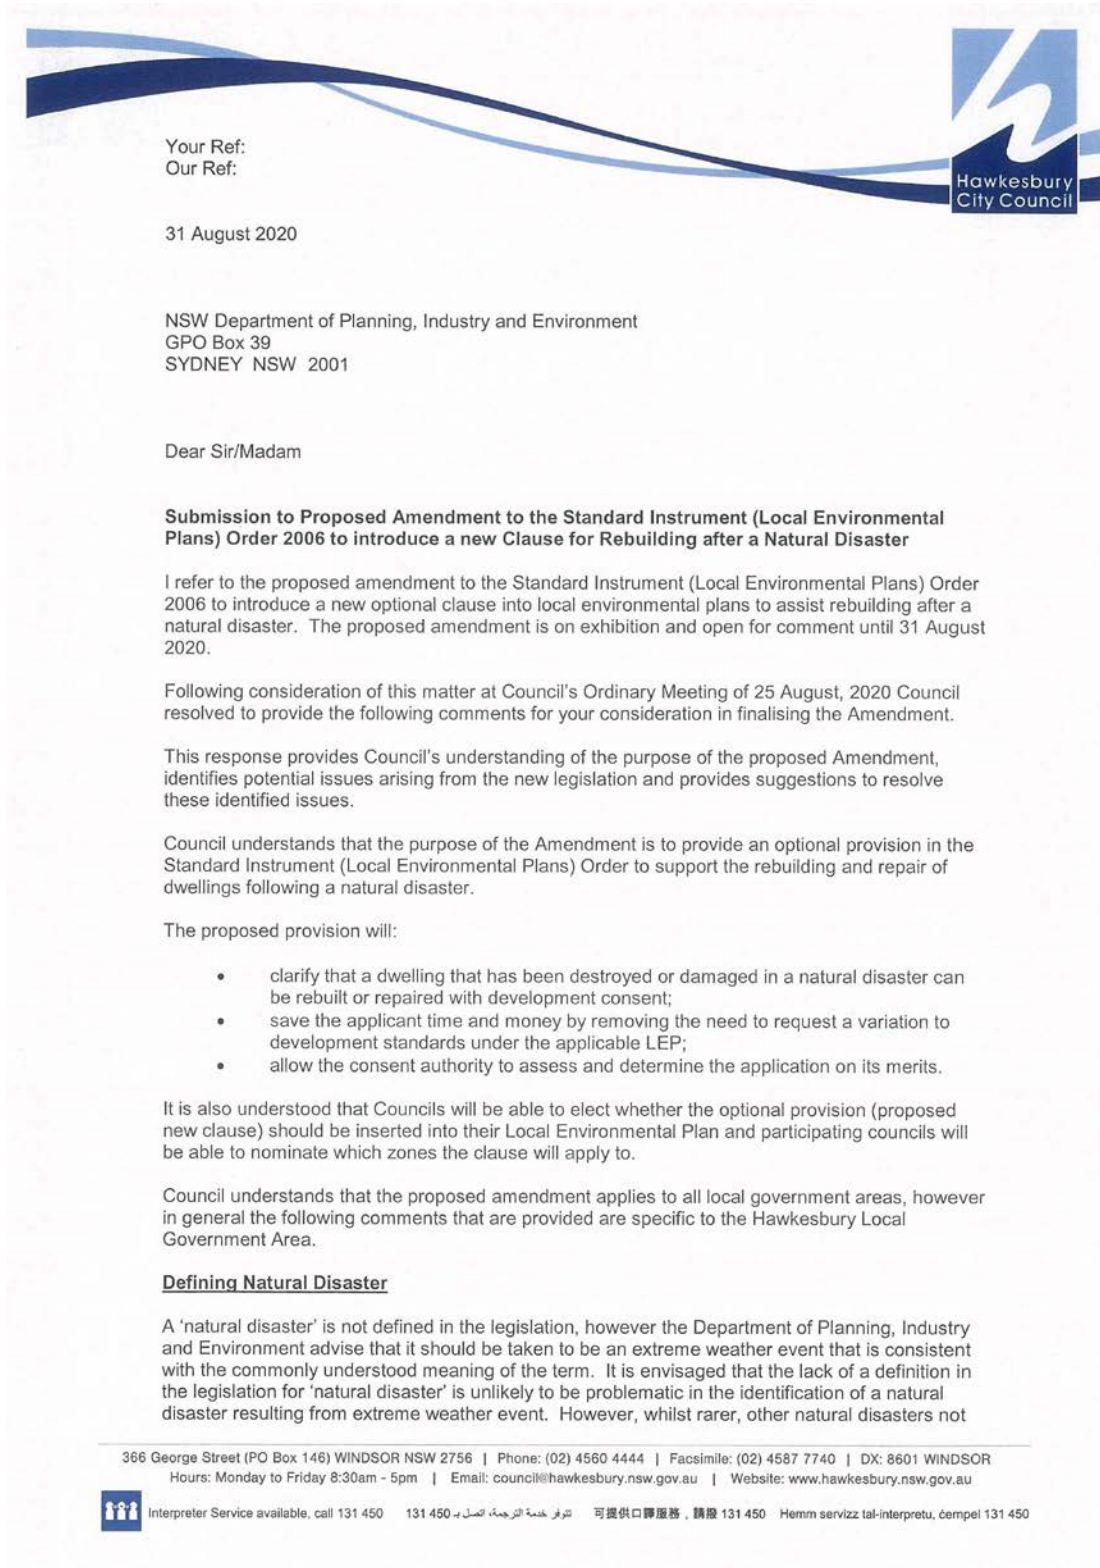 Hawkesbury
City Council
Your Ref:
Our Ref:
31 August 2020
NSW Department of Planning, Industry and Environment
GPO Box 39
SYDNEY NSW 2001
Dear Sir/Madam
Submission to Proposed Amendment to the Standard Instrument (Local Environmental
Plans) Order 2006 to introduce a new Clause for Rebuilding after a Natural Disaster
I refer to the proposed amendment to the Standard Instrument (Local Environmental Plans) Order
2006 to introduce a new optional clause into local environmental plans to assist rebuilding after a
natural disaster. The proposed amendment is on exhibition and open for comment until 31 August
2020.
Following consideration of this matter at Council's Ordinary Meeting of 25 August, 2020 Council
resolved to provide the following comments for your consideration in finalising the Amendment.
This response provides Council's understanding of the purpose of the proposed Amendment,
identifies potential issues arising from the new legislation and provides suggestions to resolve
these identified issues.
Council understands that the purpose of the Amendment is to provide an optional provision in the
Standard Instrument (Local Environmental Plans) Order to support the rebuilding and repair of
dwellings following a natural disaster.
The proposed provision will:
• clarify that a dwelling that has been destroyed or damaged in a natural disaster can
be rebuilt or repaired with development consent;
• save the applicant time and money by removing the need to request a variation to
development standards under the applicable LEP;
• allow the consent authority to assess and determine the application on its merits.
It is also understood that Councils will be able to elect whether the optional provision (proposed
new clause) should be inserted into their Local Environmental Plan and participating councils will
be able to nominate which zones the clause will apply to.
Council understands that the proposed amendment applies to all local government areas, however
in general the following comments that are provided are specific to the Hawkesbury Local
Government Area.
Defining Natural Disaster
A 'natural disaster' is not defined in the legislation, however the Department of Planning, Industry
and Environment advise that it should be taken to be an extreme weather event that is consistent
with the commonly understood meaning of the term. It is envisaged that the lack of a definition in
the legislation for 'natural disaster' is unlikely to be problematic in the identification of a natural
disaster resulting from extreme weather event. However, whilst rarer, other natural disasters not
366 George Street (PO Box 146) WINDSOR NSW 2756 | Phone: (02) 4560 4444 | Facsimile: (02) 4587 7740 | DX: 8601 WINDSOR
Hours: Monday to Friday 8:30am - 5pm | Email: council@hawkesbury.nsw.gov.au | Website: www.hawkesbury.nsw.gov.au
Interpreter Service available, call 131 450 تتوفر خدمة الترجمة، اتصل بـ 131 450 可提供口譯服務，請撥 131 450 Hemm servizz tal-interpretu, ċempel 131 450